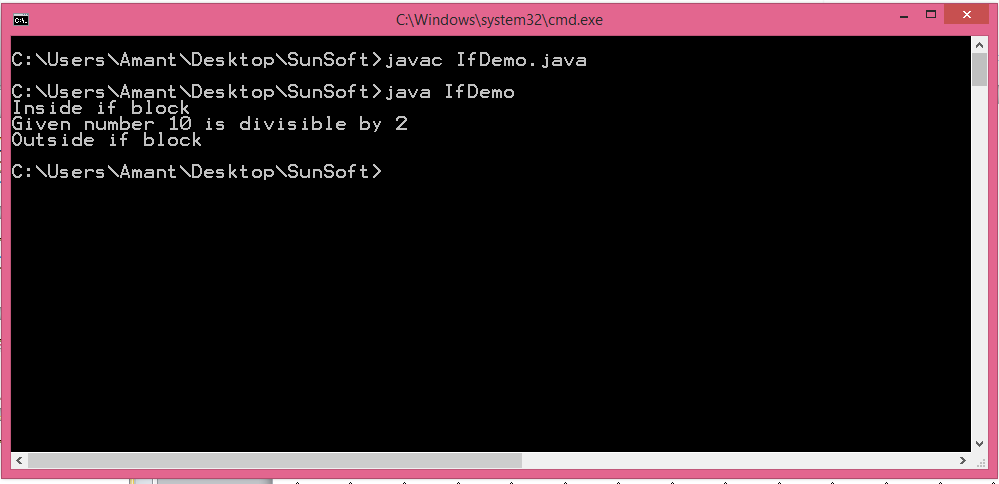 C:\Windows\system32\cmd.exe
C:\Users\Amant\Desktop\SunSoft>javac IfDemo.java
C:\Users\Amant\Desktop\SunSoft>java IfDemo
Inside if block
Given number 10 is divisible by 2
Outside if block
C:\Users\Amant\Desktop\SunSoft>